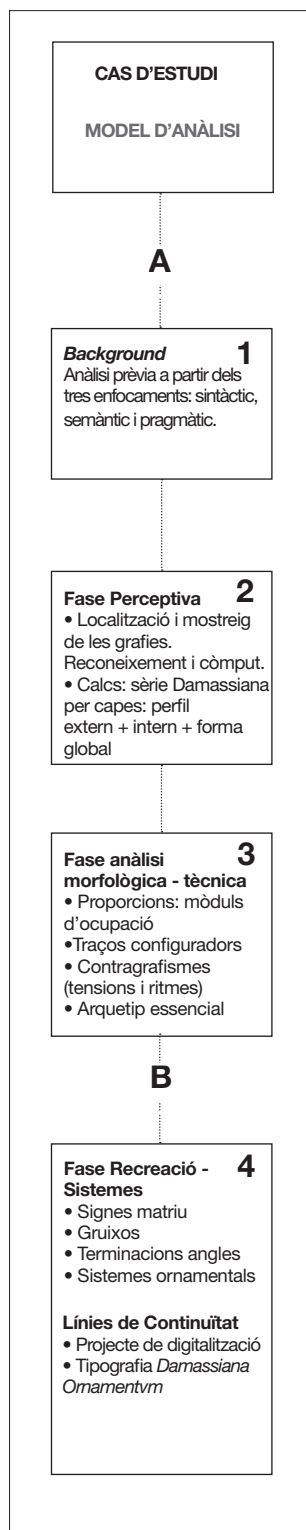 CAS D'ESTUDI
MODEL D'ANÀLISI
A
Background 1
Anàlisi prèvia a partir dels
tres enfocaments: sintàctic,
semàntic i pragmàtic.
2
Fase Perceptiva
• Localització i mostreig
de les grafies.
Reconeixement i còmput.
• Calcs: sèrie Damassiana
per capes: perfil
extern + intern + forma
global
Fase anàlisi 3
morfològica - tècnica
• Proporcions: mòduls
d'ocupació
•Traços configuradors
• Contragrafismes
(tensions i ritmes)
• Arquetip essencial
B
Fase Recreació - 4
Sistemes
• Signes matriu
• Gruixos
• Terminacions angles
• Sistemes ornamentals
Línies de Continuïtat
• Projecte de digitalització
• Tipografia Damassiana
Ornamentvm